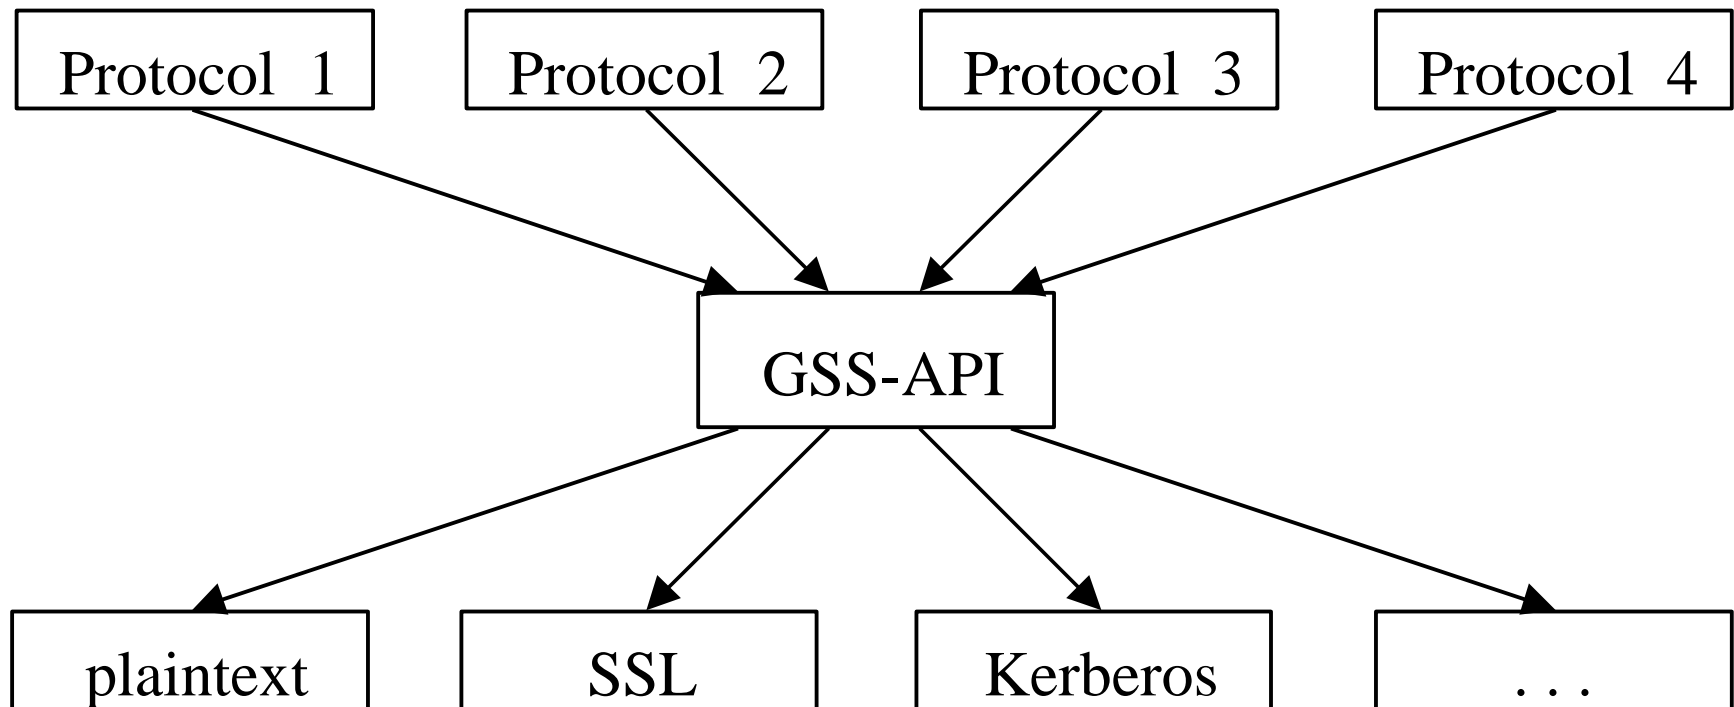 Protocol 1
Protocol 2
Protocol 3
Protocol 4
GSS-API
plaintext
SSL
Kerberos
. . .